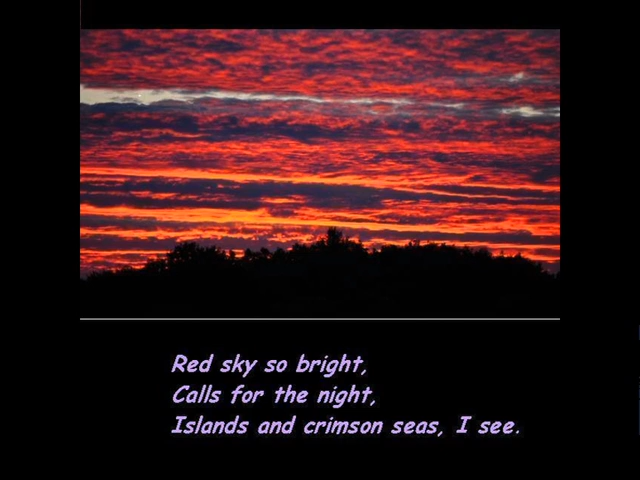 Red sky so bright,
Calls for the night,
Islands and crimson seas, I see.